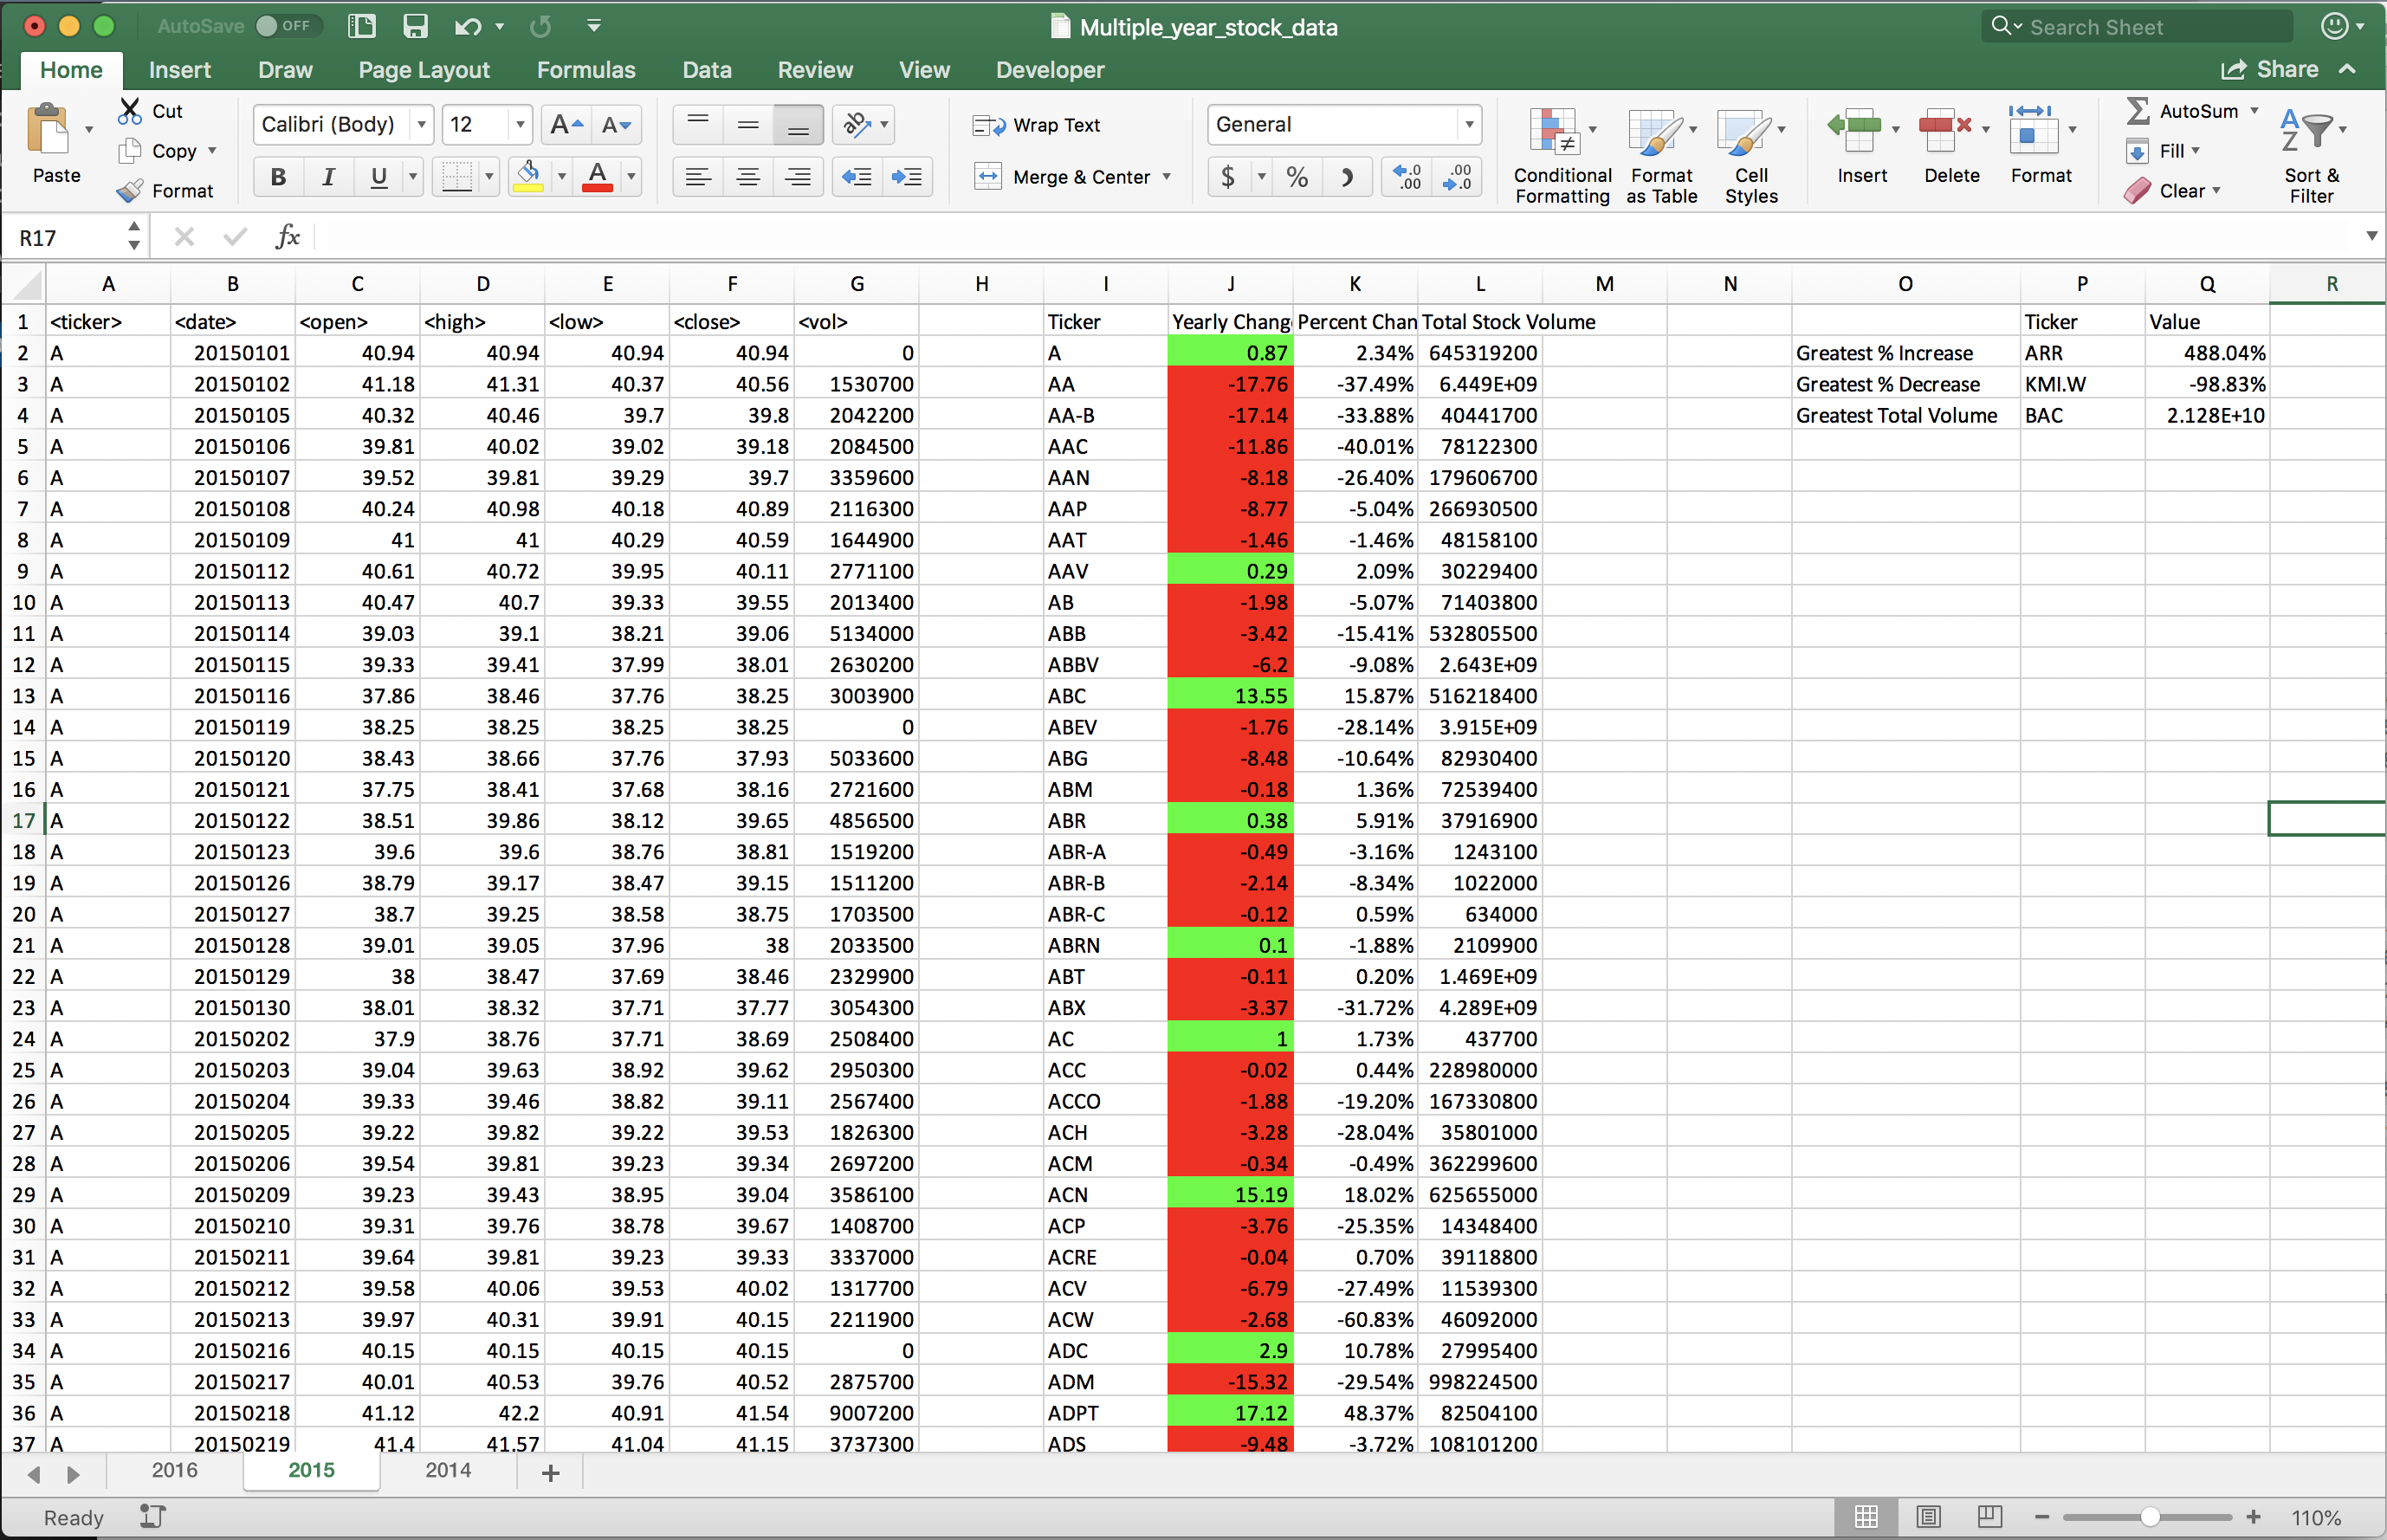 AutoSave OFF Multiple_year_stock_data Search Sheet
Home Insert Draw Page Layout Formulas Data Review View Developer Share
Paste Cut Copy Format Calibri (Body) 12 A A B I U A ab Wrap Text Merge & Center General $ % .0 .00 .00 .0 Conditional Formatting Format as Table Cell Styles Insert Delete Format AutoSum Fill Clear A Z Sort & Filter
R17 fx
A B C D E F G H I J K L M N O P Q R
1 <ticker> <date> <open> <high> <low> <close> <vol> Ticker Yearly Chang Percent Chan Total Stock Volume Ticker Value
2 A 20150101 40.94 40.94 40.94 40.94 0 A 0.87 2.34% 645319200 Greatest % Increase ARR 488.04%
3 A 20150102 41.18 41.31 40.37 40.56 1530700 AA -17.76 -37.49% 6.449E+09 Greatest % Decrease KMI.W -98.83%
4 A 20150105 40.32 40.46 39.7 39.8 2042200 AA-B -17.14 -33.88% 40441700 Greatest Total Volume BAC 2.128E+10
5 A 20150106 39.81 40.02 39.02 39.18 2084500 AAC -11.86 -40.01% 78122300
6 A 20150107 39.52 39.81 39.29 39.7 3359600 AAN -8.18 -26.40% 179606700
7 A 20150108 40.24 40.98 40.18 40.89 2116300 AAP -8.77 -5.04% 266930500
8 A 20150109 41 41 40.29 40.59 1644900 AAT -1.46 -1.46% 48158100
9 A 20150112 40.61 40.72 39.95 40.11 2771100 AAV 0.29 2.09% 30229400
10 A 20150113 40.47 40.7 39.33 39.55 2013400 AB -1.98 -5.07% 71403800
11 A 20150114 39.03 39.1 38.21 39.06 5134000 ABB -3.42 -15.41% 532805500
12 A 20150115 39.33 39.41 37.99 38.01 2630200 ABBV -6.2 -9.08% 2.643E+09
13 A 20150116 37.86 38.46 37.76 38.25 3003900 ABC 13.55 15.87% 516218400
14 A 20150119 38.25 38.25 38.25 38.25 0 ABEV -1.76 -28.14% 3.915E+09
15 A 20150120 38.43 38.66 37.76 37.93 5033600 ABG -8.48 -10.64% 82930400
16 A 20150121 37.75 38.41 37.68 38.16 2721600 ABM -0.18 1.36% 72539400
17 A 20150122 38.51 39.86 38.12 39.65 4856500 ABR 0.38 5.91% 37916900
18 A 20150123 39.6 39.6 38.76 38.81 1519200 ABR-A -0.49 -3.16% 1243100
19 A 20150126 38.79 39.17 38.47 39.15 1511200 ABR-B -2.14 -8.34% 1022000
20 A 20150127 38.7 39.25 38.58 38.75 1703500 ABR-C -0.12 0.59% 634000
21 A 20150128 39.01 39.05 37.96 38 2033500 ABRN 0.1 -1.88% 2109900
22 A 20150129 38 38.47 37.69 38.46 2329900 ABT -0.11 0.20% 1.469E+09
23 A 20150130 38.01 38.32 37.71 37.77 3054300 ABX -3.37 -31.72% 4.289E+09
24 A 20150202 37.9 38.76 37.71 38.69 2508400 AC 1 1.73% 437700
25 A 20150203 39.04 39.63 38.92 39.62 2950300 ACC -0.02 0.44% 228980000
26 A 20150204 39.33 39.46 38.82 39.11 2567400 ACCO -1.88 -19.20% 167330800
27 A 20150205 39.22 39.82 39.22 39.53 1826300 ACH -3.28 -28.04% 35801000
28 A 20150206 39.54 39.81 39.23 39.34 2697200 ACM -0.34 -0.49% 362299600
29 A 20150209 39.23 39.43 38.95 39.04 3586100 ACN 15.19 18.02% 625655000
30 A 20150210 39.31 39.76 38.78 39.67 1408700 ACP -3.76 -25.35% 14348400
31 A 20150211 39.64 39.81 39.23 39.33 3337000 ACRE -0.04 0.70% 39118800
32 A 20150212 39.58 40.06 39.53 40.02 1317700 ACV -6.79 -27.49% 11539300
33 A 20150213 39.97 40.31 39.91 40.15 2211900 ACW -2.68 -60.83% 46092000
34 A 20150216 40.15 40.15 40.15 40.15 0 ADC 2.9 10.78% 27995400
35 A 20150217 40.01 40.53 39.76 40.52 2875700 ADM -15.32 -29.54% 998224500
36 A 20150218 41.12 42.2 40.91 41.54 9007200 ADPT 17.12 48.37% 82504100
37 A 20150219 41.4 41.57 41.04 41.15 3737300 ADS -9.48 -3.72% 108101200
2016 2015 2014 +
Ready 110%